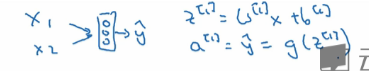 x₁
x₂
ŷ
z^[1] = W^[1] x + b^[1]
a^[1] = ŷ = g(z^[1])